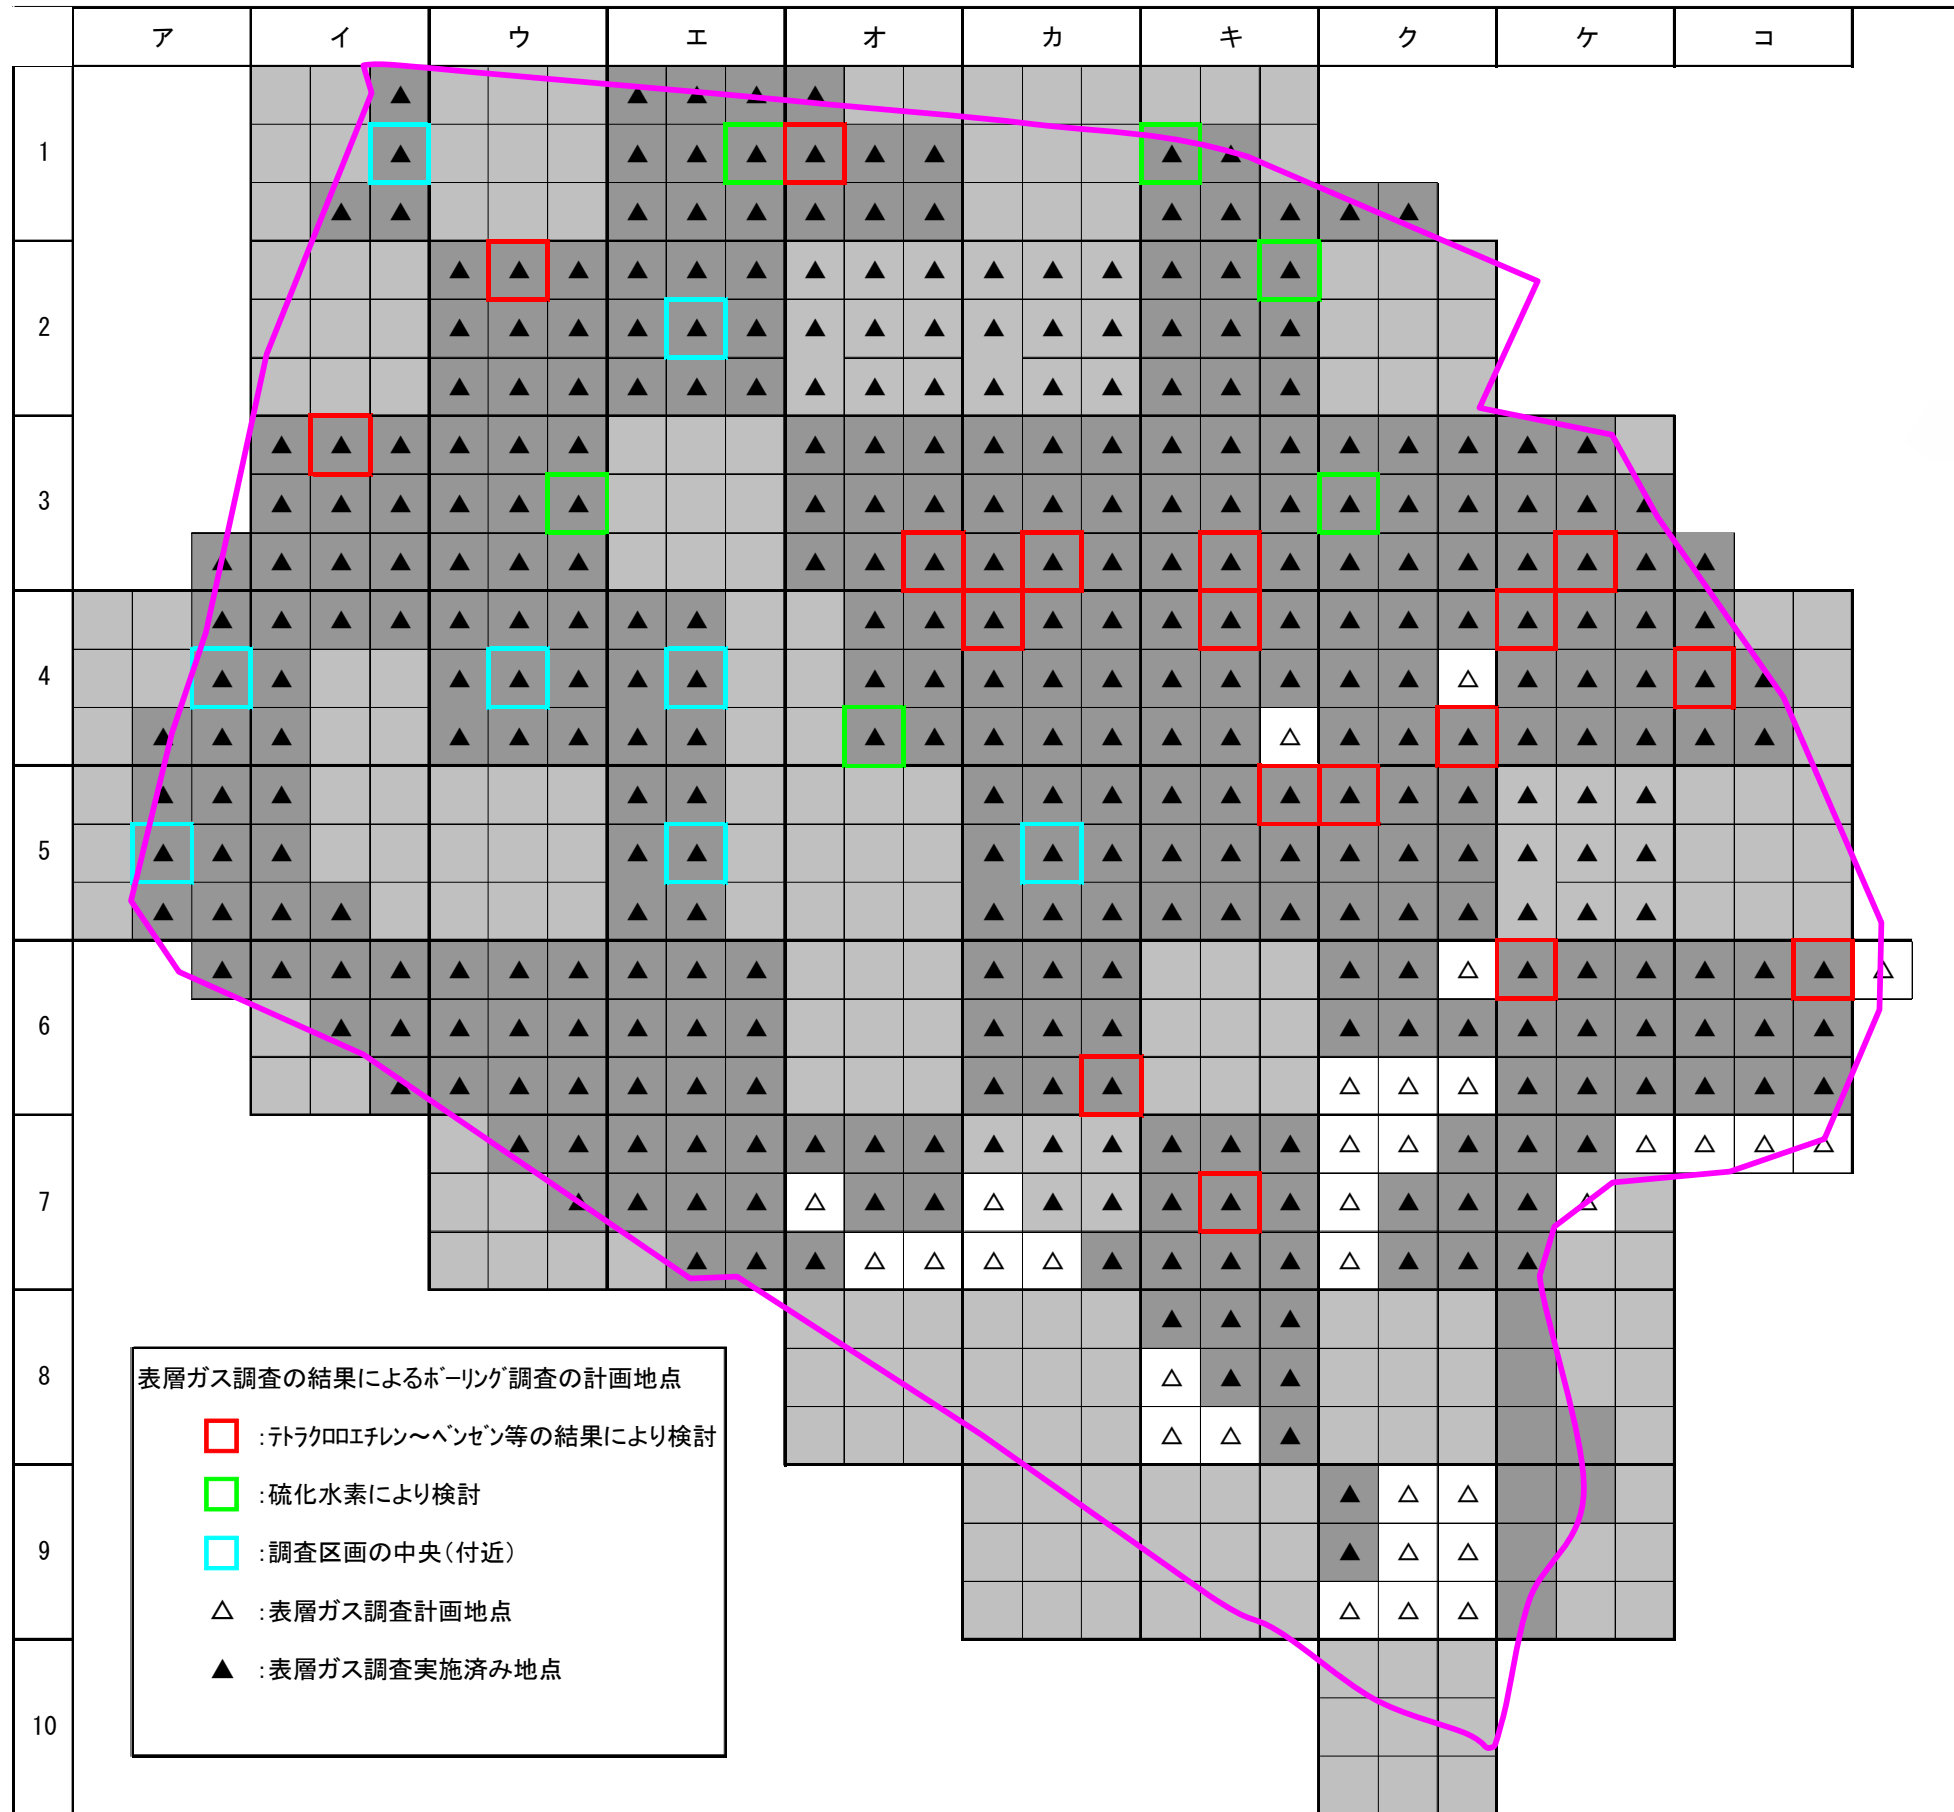 ア イ ウ エ オ カ キ ク ケ コ
1
2
3
4
5
6
7
8
9
10
表層ガス調査の結果によるボーリング調査の計画地点
：テトラクロロエチレン～ベンゼン等の結果により検討
：硫化水素により検討
：調査区画の中央（付近）
△ ：表層ガス調査計画地点
▲ ：表層ガス調査実施済み地点